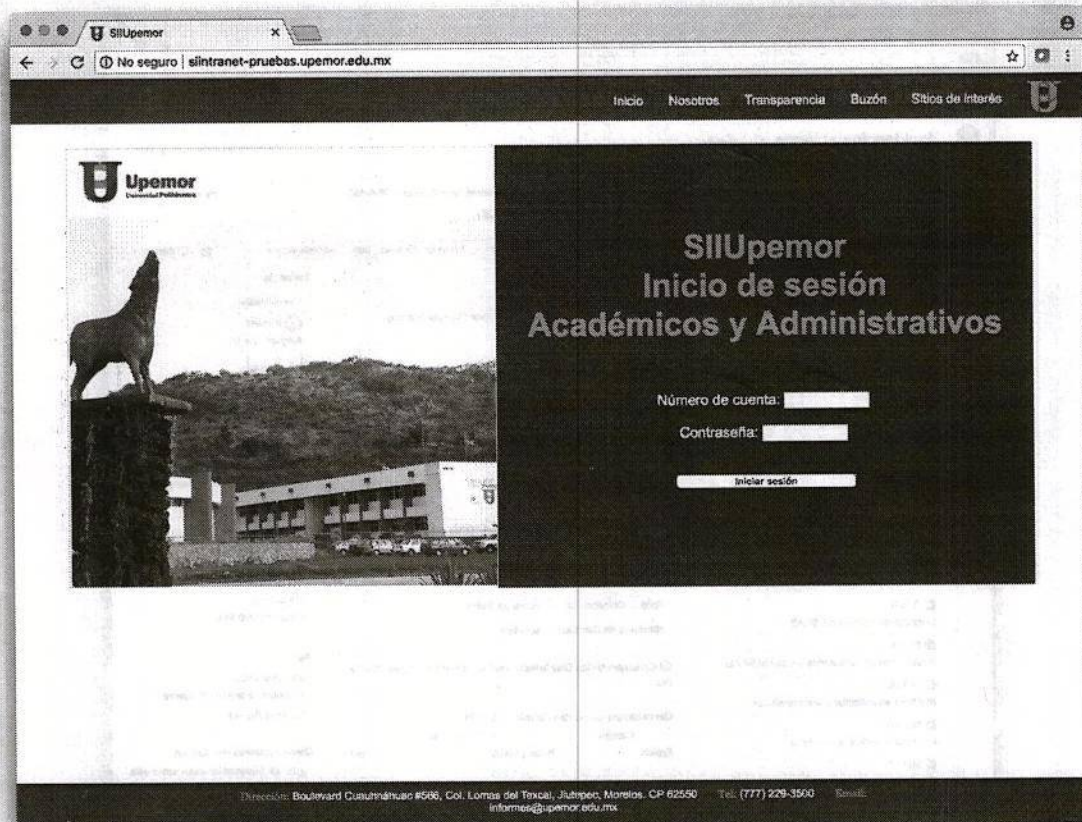 SIIUpemor
No seguro | siintranet-pruebas.upemor.edu.mx
Inicio Nosotros Transparencia Buzón Sitios de Interés
Upemor
SIIUpemor
Inicio de sesión
Académicos y Administrativos
Número de cuenta:
Contraseña:
Iniciar sesión
Dirección: Boulevard Cuauhnáhuac #566, Col. Lomas del Texcal, Jiutepec, Morelos. CP 62550 Tel. (777) 229-3500 Email:
informes@upemor.edu.mx